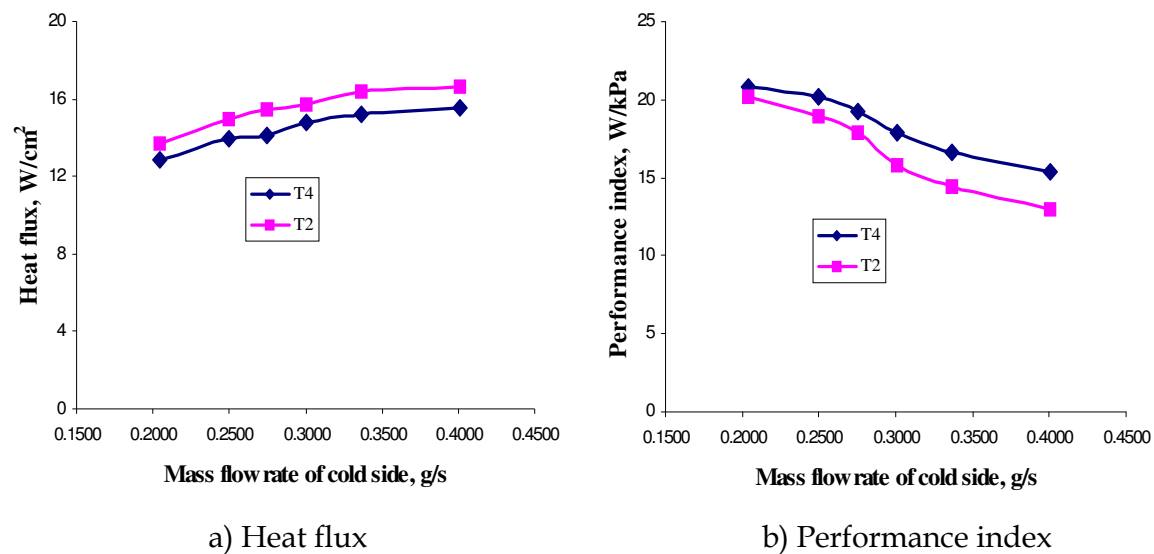 20
16
12
8
4
0
0.1500 0.2000 0.2500 0.3000 0.3500 0.4000 0.4500
Heat flux, W/cm²
Mass flow rate of cold side, g/s
T4
T2
a) Heat flux
25
20
15
10
5
0
0.1500 0.2000 0.2500 0.3000 0.3500 0.4000 0.4500
Performance index, W/kPa
Mass flow rate of cold side, g/s
T4
T2
b) Performance index